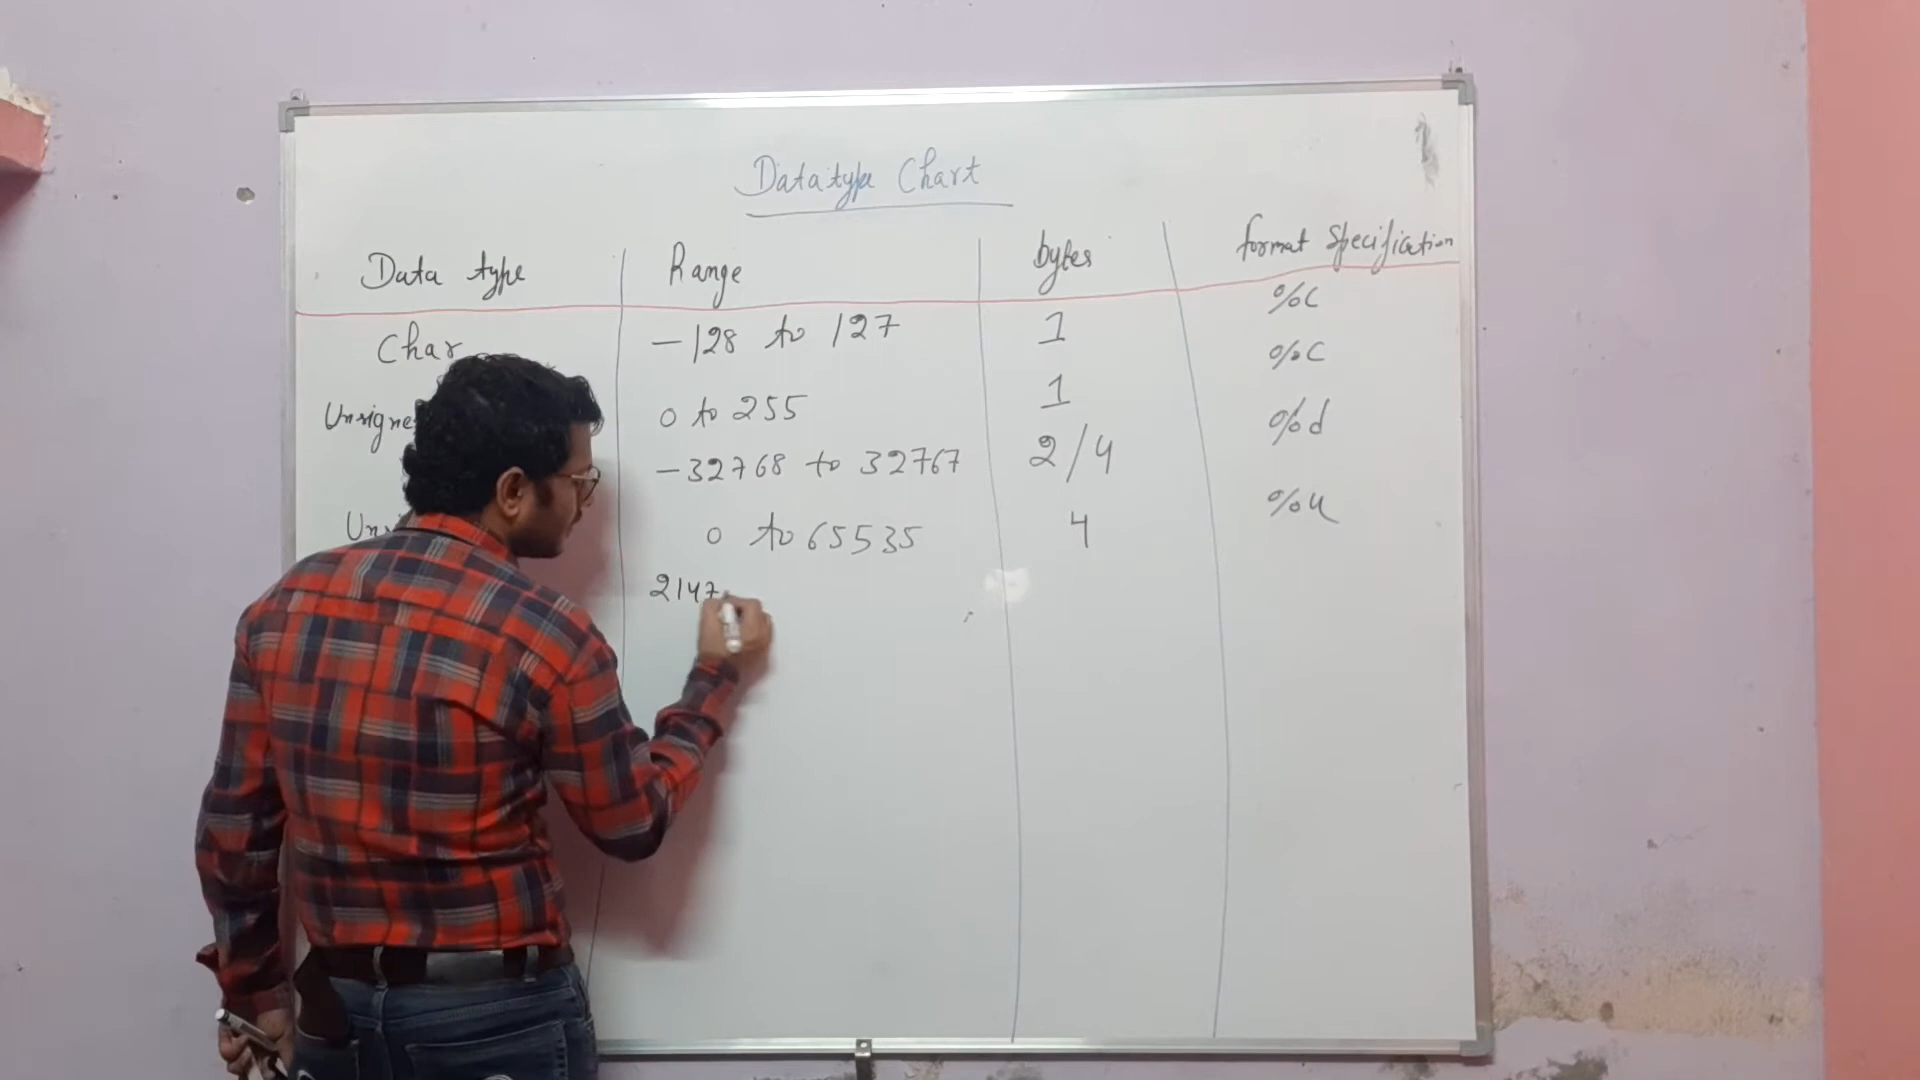 Datatype Chart
Data type Range bytes format Specification
Char -128 to 127 1 %c
0 to 255 1 %c
-32768 to 32767 2/4 %d
0 to 65535 4 %u
2147